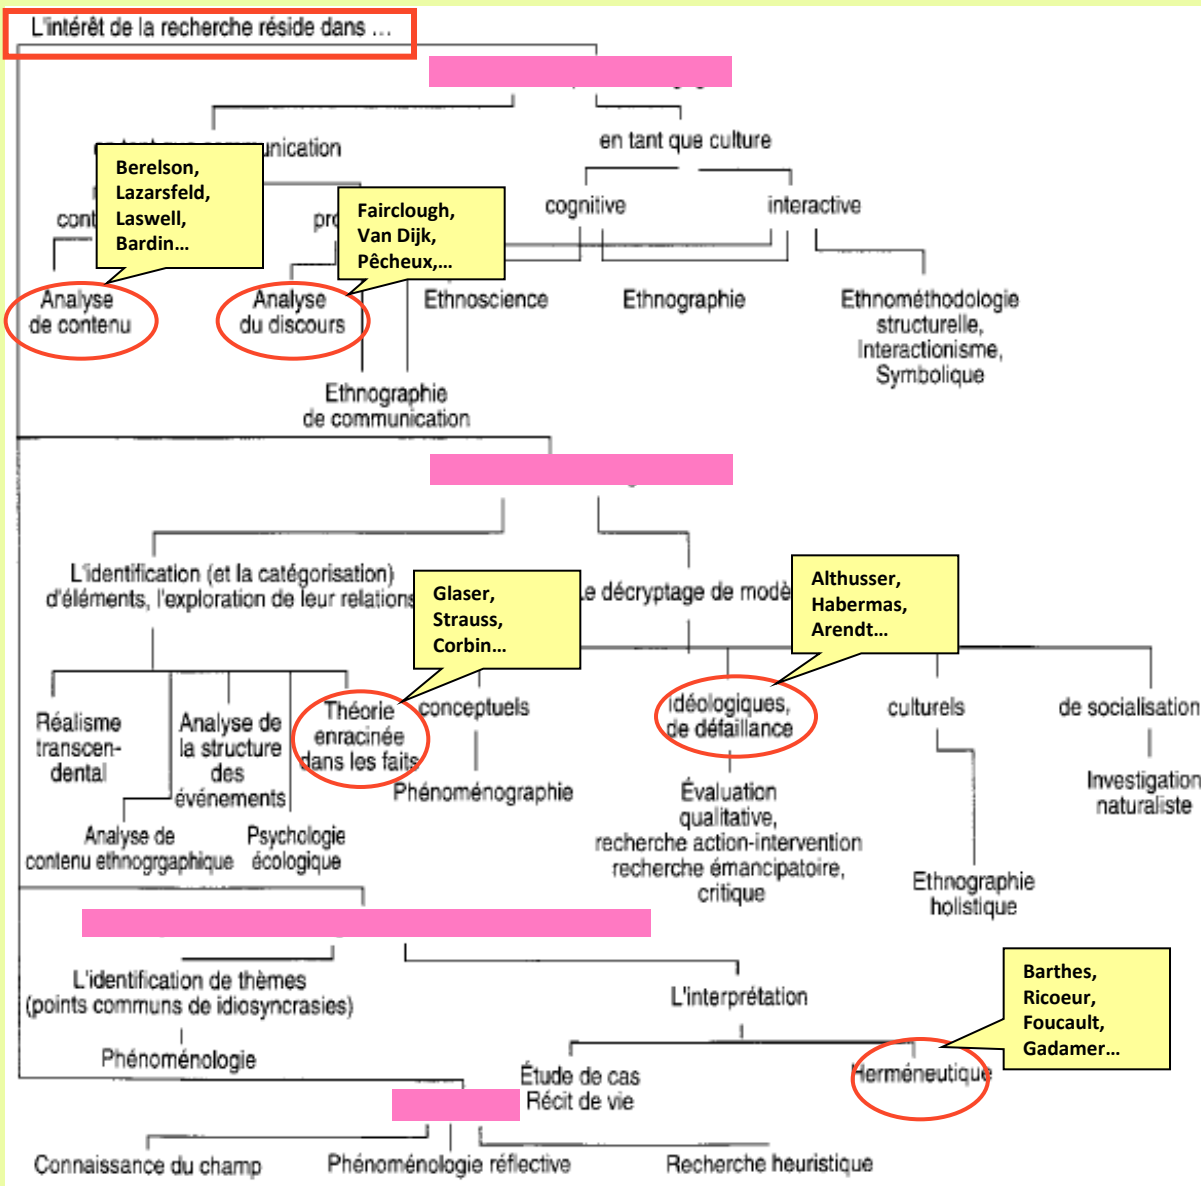 L'intérêt de la recherche réside dans ...
en tant que culture
Berelson,
Lazarsfeld,
Laswell,
Bardin...
Fairclough,
Van Dijk,
Pêcheux,...
cognitive
interactive
Analyse
de contenu
Analyse
du discours
Ethnoscience
Ethnographie
Ethnométhodologie
structurelle,
Interactionisme,
Symbolique
Ethnographie
de communication
L'identification (et la catégorisation)
d'éléments, l'exploration de leur relations
Glaser,
Strauss,
Corbin...
Le décryptage de
Althusser,
Habermas,
Arendt...
Réalisme
transcen-
dental
Analyse de
la structure
des
événements
Théorie
enracinée
dans les faits
conceptuels
idéologiques,
de défaillance
culturels
de socialisation
Analyse de
contenu ethnogrgaphique
Psychologie
écologique
Phénoménographie
Évaluation
qualitative,
recherche action-intervention
recherche émancipatoire,
critique
Investigation
naturaliste
Ethnographie
holistique
L'identification de thèmes
(points communs de idiosyncrasies)
L'interprétation
Barthes,
Ricoeur,
Foucault,
Gadamer...
Phénoménologie
Étude de cas
Récit de vie
Herméneutique
Connaissance du champ
Phénoménologie réflective
Recherche heuristique